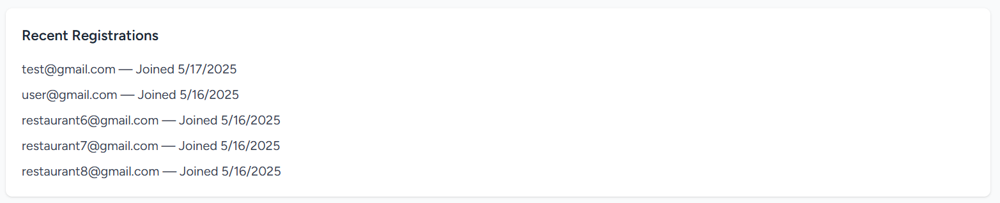 Recent Registrations
test@gmail.com — Joined 5/17/2025
user@gmail.com — Joined 5/16/2025
restaurant6@gmail.com — Joined 5/16/2025
restaurant7@gmail.com — Joined 5/16/2025
restaurant8@gmail.com — Joined 5/16/2025